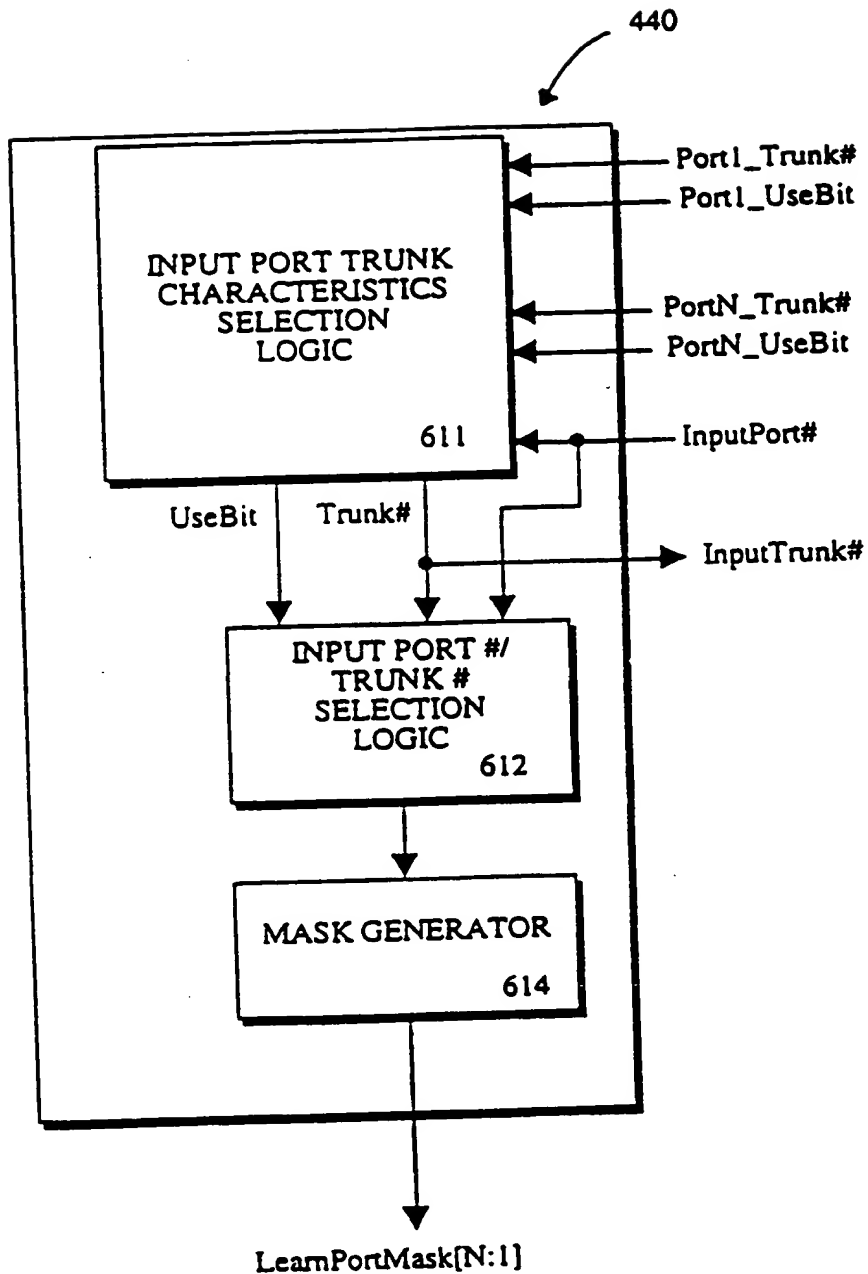 440
Port1_Trunk#
Port1_UseBit
INPUT PORT TRUNK
CHARACTERISTICS
SELECTION
LOGIC
PortN_Trunk#
PortN_UseBit
611
InputPort#
UseBit
Trunk#
InputTrunk#
INPUT PORT #/
TRUNK #
SELECTION
LOGIC
612
MASK GENERATOR
614
LearnPortMask[N:1]